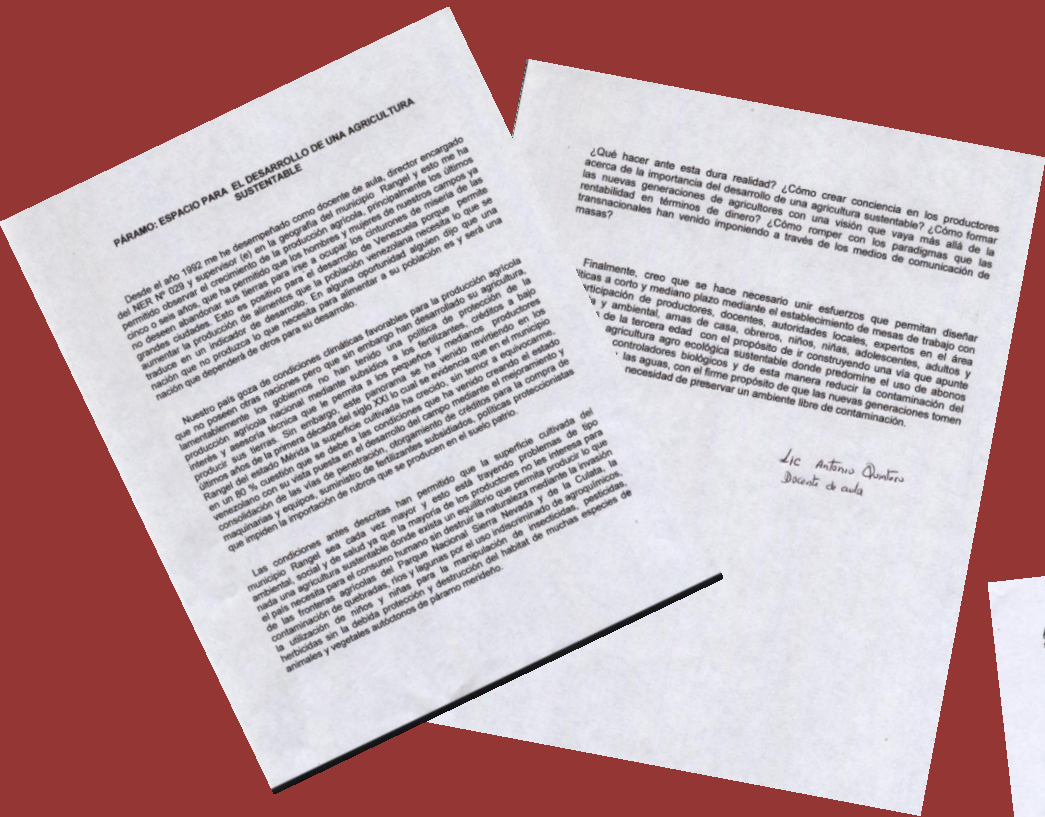 PÁRAMO: ESPACIO PARA EL DESARROLLO DE UNA AGRICULTURA
SUSTENTABLE
Desde el año 1992 me he desempeñado como docente de aula, director encargado
del NER Nº 029 y supervisor (e) en la geografía del municipio Rangel y esto me ha
permitido observar el crecimiento de la producción agrícola, principalmente los últimos
cinco o seis años, que ha permitido que los hombres y mujeres de nuestros campos ya
no deseen abandonar sus tierras para irse a ocupar los cinturones de miseria de las
grandes ciudades. Esto es positivo para el desarrollo de Venezuela porque permite
aumentar la producción de alimentos que la población venezolana necesita lo que se
traduce en un indicador de desarrollo. En alguna oportunidad alguien dijo que una
nación que no produzca lo que necesita para alimentar a su población es y será una
nación que dependerá de otros para su desarrollo.
Nuestro país goza de condiciones climáticas favorables para la producción agrícola
que no poseen otras naciones pero que sin embargo han desarrollado su agricultura,
lamentablemente los gobiernos no han tenido una política de protección de la
producción agrícola nacional mediante subsidios a los fertilizantes, créditos a bajo
interés y asesoría técnica que le permita a los pequeños y medianos productores
producir sus tierras. Sin embargo, este panorama se ha venido revirtiendo en los
últimos años de la primera década del siglo XXI lo cual se evidencia que en el municipio
Rangel del estado Mérida la superficie cultivada ha crecido, sin temor a equivocarme,
en un 60 %, cuestión que se debe a las condiciones que ha venido creando el estado
venezolano con su vista puesta en el desarrollo del campo mediante el mejoramiento y
consolidación de las vías de penetración, otorgamiento de créditos para la compra de
maquinarias y equipos, suministro de fertilizantes subsidiados, políticas proteccionistas
que impiden la importación de rubros que se producen en el suelo patrio.
Las condiciones antes descritas han permitido que la superficie cultivada del
municipio Rangel sea cada vez mayor y esto está trayendo problemas de tipo
ambiental, social y de salud ya que la mayoría de los productores no les interesa para
nada una agricultura sustentable donde exista un equilibrio que permita producir lo que
el país necesita para el consumo humano sin destruir la naturaleza mediante la invasión
de las fronteras agrícolas del Parque Nacional Sierra Nevada y de la Culata, la
contaminación de quebradas, ríos y lagunas por el uso indiscriminado de agroquímicos,
la utilización de niños y niñas para la manipulación de insecticidas, pesticidas,
herbicidas sin la debida protección y destrucción del habitat de muchas especies de
animales y vegetales autóctonos de páramo merideño.
¿Qué hacer ante esta dura realidad? ¿Cómo crear conciencia en los productores
acerca de la importancia del desarrollo de una agricultura sustentable? ¿Cómo formar
las nuevas generaciones de agricultores con una visión que vaya más allá de la
rentabilidad en términos de dinero? ¿Cómo romper con los paradigmas que las
transnacionales han venido imponiendo a través de los medios de comunicación de
masas?
Finalmente, creo que se hace necesario unir esfuerzos que permitan diseñar
íticas a corto y mediano plazo mediante el establecimiento de mesas de trabajo con
rticipación de productores, docentes, autoridades locales, expertos en el área
a y ambiental, amas de casa, obreros, niños, niñas, adolescentes, adultos y
de la tercera edad con el propósito de ir construyendo una vía que apunte
agricultura agro ecológica sustentable donde predomine el uso de abonos
controladores biológicos y de esta manera reducir la contaminación del
las aguas, con el firme propósito de que las nuevas generaciones tomen
necesidad de preservar un ambiente libre de contaminación.
Lic Antonio Quintero
Docente de aula